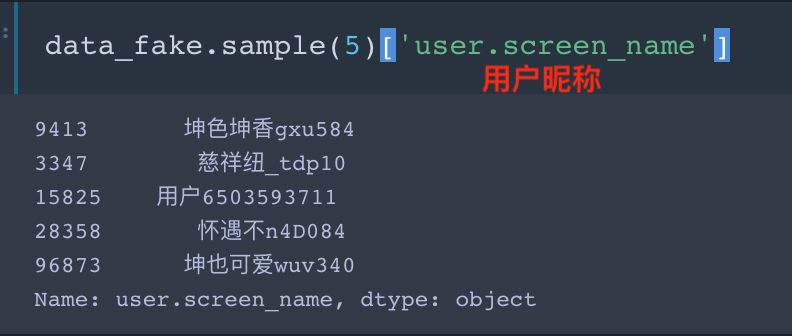 data_fake.sample(5)['user.screen_name']
用户昵称
9413 坤色坤香gxu584
3347 慈祥纽_tdp10
15825 用户6503593711
28358 怀遇不n4D084
96873 坤也可爱wuv340
Name: user.screen_name, dtype: object